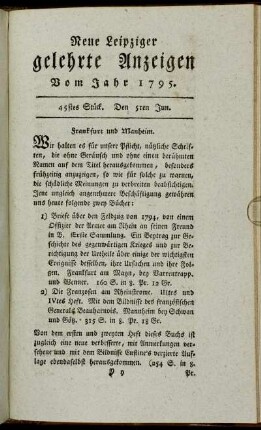 Neue Leipziger
gelehrte Anzeigen
Vom Jahr 1795.
45stes Stück. Den 5ten Jun.
Frankfurt und Manheim.
Wir halten es für unsere Pflicht, nützliche Schrif-
ten, die ohne Geräusch und ohne einen berühmten
Namen auf dem Titel herausgekommen, besonders
frühzeitig anzuzeigen, so wie für solche zu warnen,
die schädliche Meinungen zu verbreiten beabsichtigen.
Jene zugleich angenehmere Beschäftigung gewähren
uns heute folgende zwey Bücher:
1) Briefe über den Feldzug von 1794. von einem
Officier der Armee am Rhein an seinen Freund
in B. Erste Sammlung. Ein Beytrag zur Ge-
schichte des gegenwärtigen Krieges und zur Be-
richtigung der Urtheile über einige der wichtigsten
Ereignisse desselben, ihre Ursachen und ihre Fol-
gen. Frankfurt am Mayn, bey Varrentrapp.
und Wenner. 160 S. in 8. Pr. 12 Gr.
2) Die Franzosen am Rheinstrome. IIItes und
IVtes Heft. Mit dem Bildnisse des französischen
Generals Beauharnois. Mannheim bey Schwan
und Götz. 315 S. in 8. Pr. 18 Gr.
Von dem ersten und zweyten Heft dieses Buchs ist
zugleich eine neue verbesserte, mit Anmerkungen ver-
sehene und mit dem Bildnisse Custine's verzierte Auf-
lage ebendaselbst herausgekommen. (254 S. in 8.
Pr.